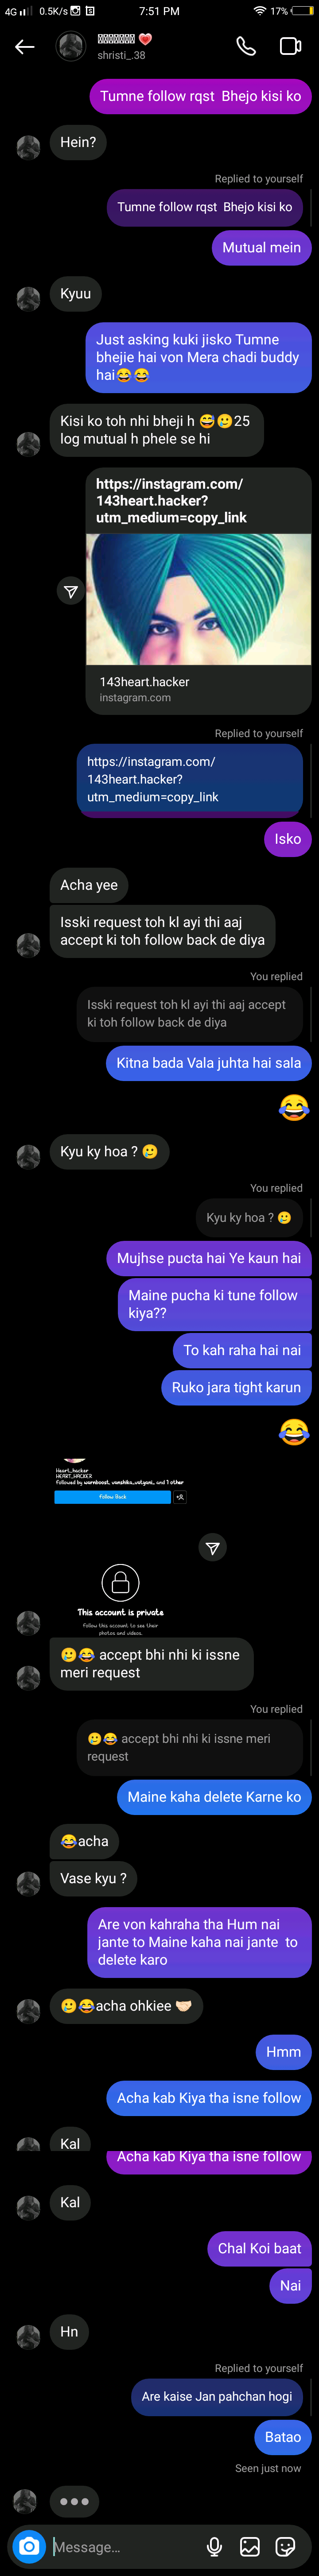 4G 0.5K/s 7:51 PM 17%
❤️
shristi_.38
Tumne follow rqst Bhejo kisi ko
Hein?
Replied to yourself
Tumne follow rqst Bhejo kisi ko
Mutual mein
Kyuu
Just asking kuki jisko Tumne
bhejie hai von Mera chadi buddy
hai😂😂
Kisi ko toh nhi bheji h 😅🥲25
log mutual h phele se hi
https://instagram.com/
143heart.hacker?
utm_medium=copy_link
143heart.hacker
instagram.com
Replied to yourself
https://instagram.com/
143heart.hacker?
utm_medium=copy_link
Isko
Acha yee
Isski request toh kl ayi thi aaj
accept ki toh follow back de diya
You replied
Isski request toh kl ayi thi aaj accept
ki toh follow back de diya
Kitna bada Vala juhta hai sala
😂
Kyu ky hoa ? 🥲
You replied
Kyu ky hoa ? 🥲
Mujhse pucta hai Ye kaun hai
Maine pucha ki tune follow
kiya??
To kah raha hai nai
Ruko jara tight karun
😂
Heart_hacker
HEART_HACKER
Follow Back
This account is private
Follow this account to see their
photos and videos.
🥲😂 accept bhi nhi ki issne
meri request
You replied
🥲😂 accept bhi nhi ki issne meri
request
Maine kaha delete Karne ko
😂acha
Vase kyu ?
Are von kahraha tha Hum nai
jante to Maine kaha nai jante to
delete karo
🥲😂acha ohkiee 🤝🏻
Hmm
Acha kab Kiya tha isne follow
Kal
Acha kab Kiya tha isne follow
Kal
Chal Koi baat
Nai
Hn
Replied to yourself
Are kaise Jan pahchan hogi
Batao
Seen just now
Message...